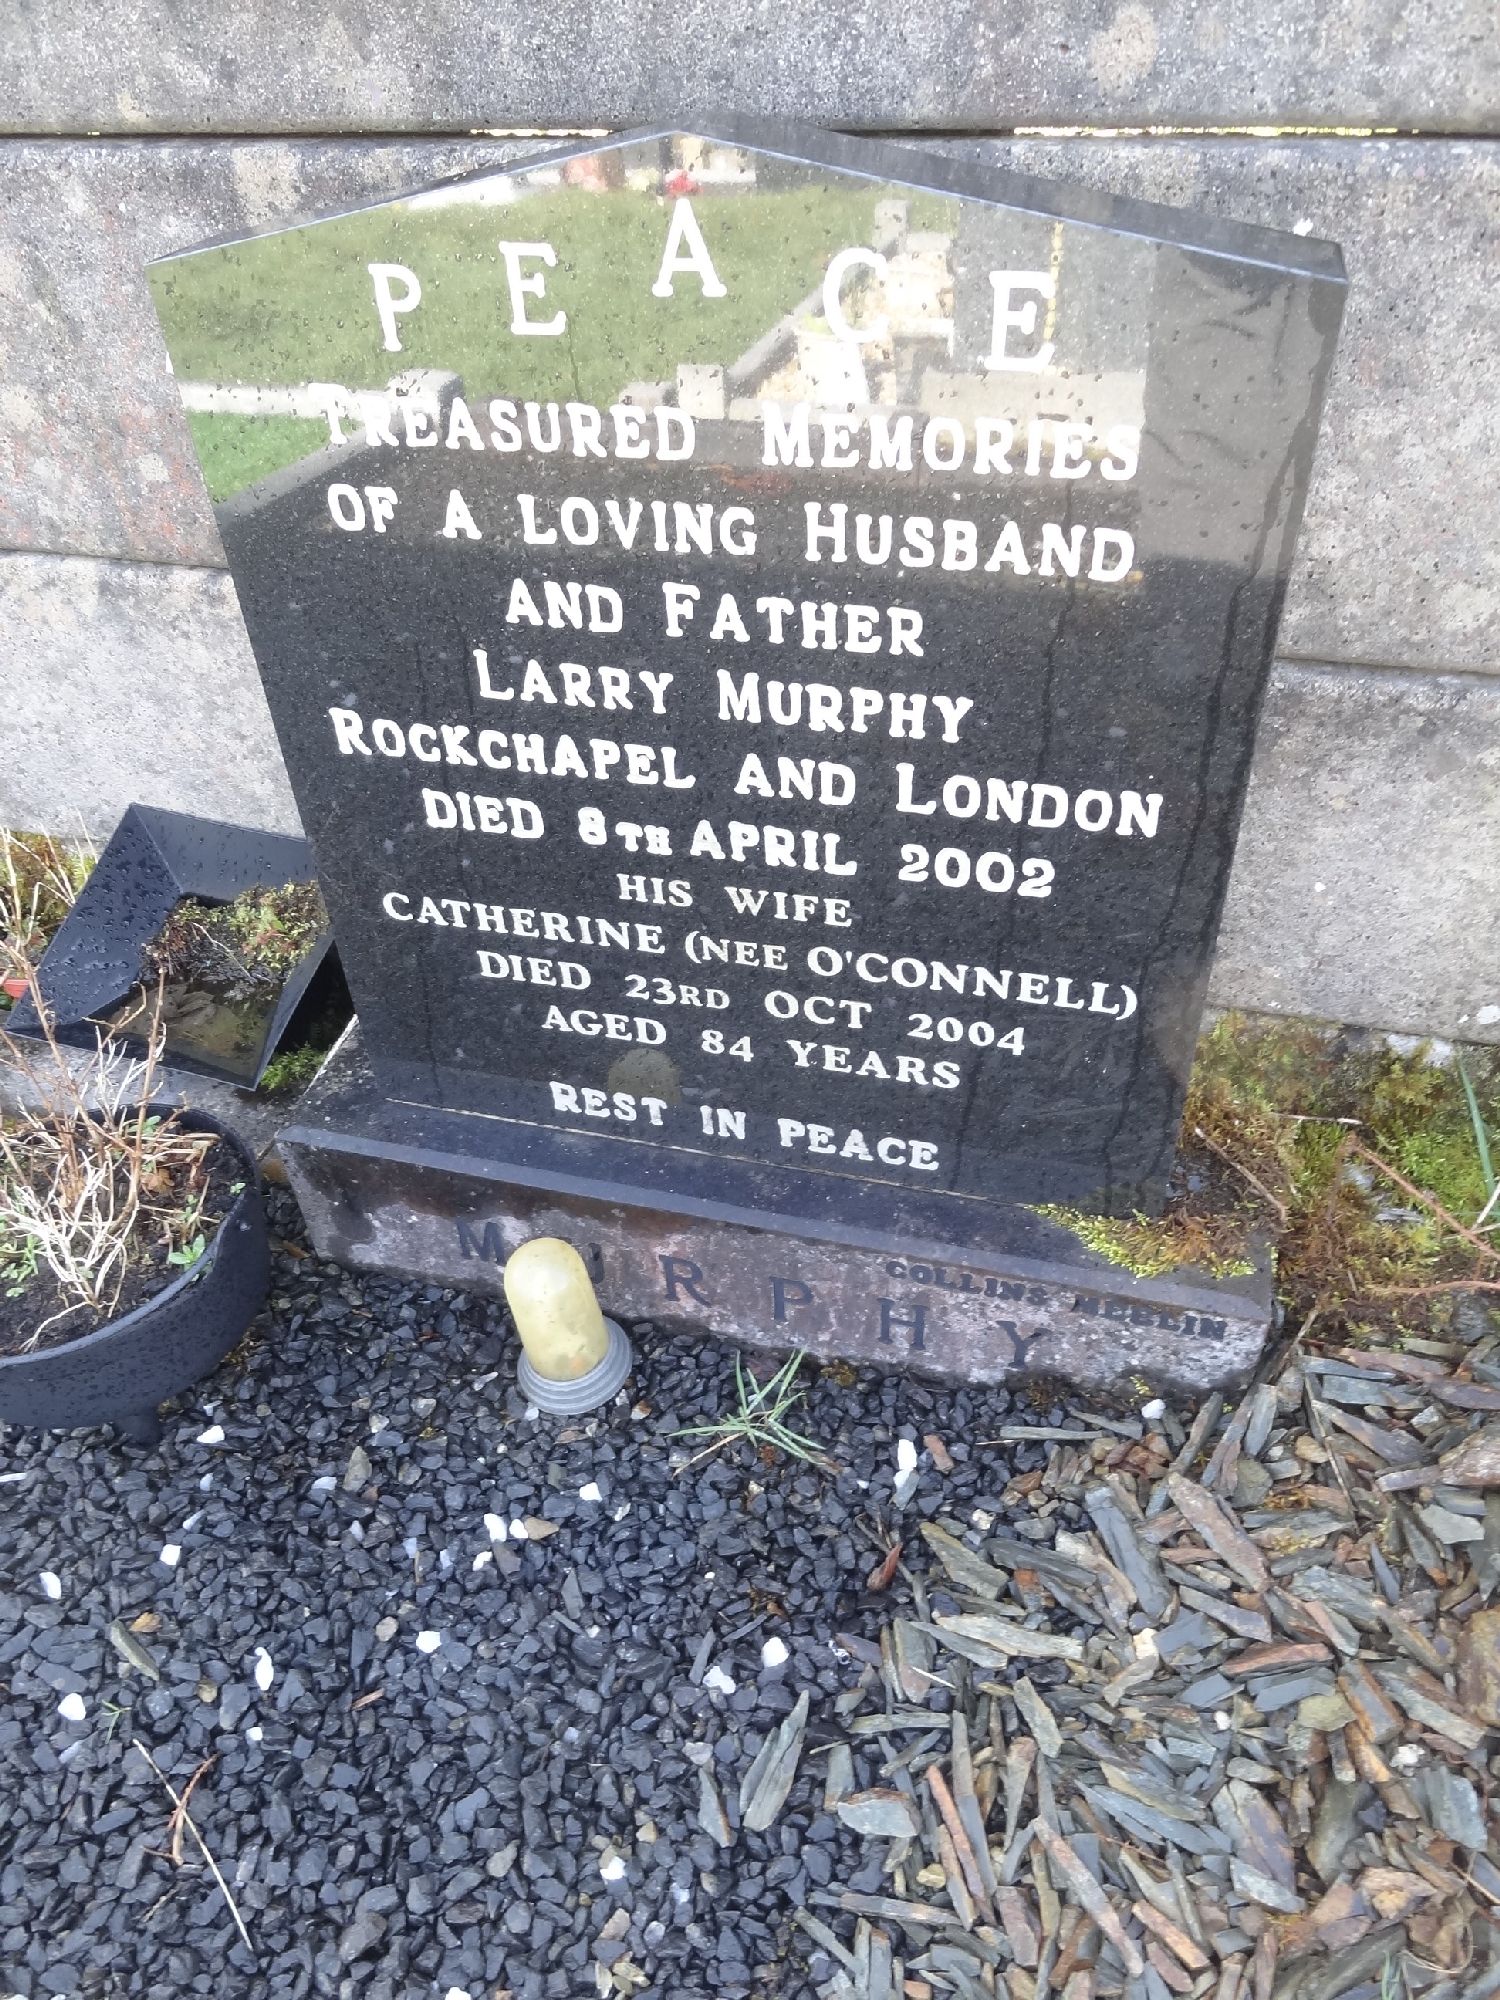 PEACE
TREASURED MEMORIES
OF A LOVING HUSBAND
AND FATHER
LARRY MURPHY
ROCKCHAPEL AND LONDON
DIED 8TH APRIL 2002
HIS WIFE
CATHERINE (NEE O'CONNELL)
DIED 23RD OCT 2004
AGED 84 YEARS
REST IN PEACE
MURPHY
COLLINS MEELIN